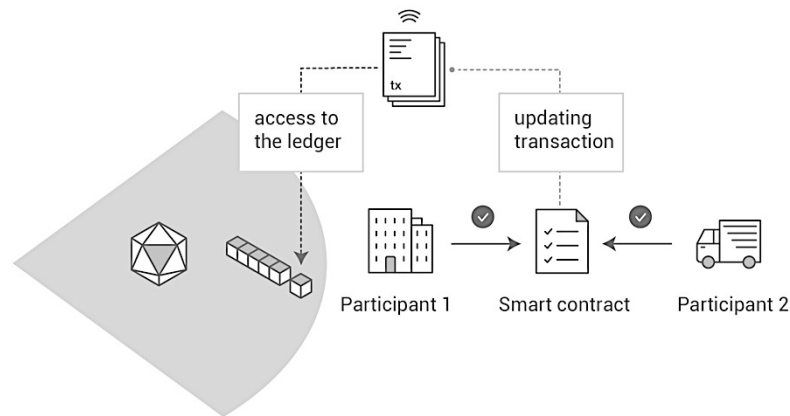 tx
access to
the ledger
updating
transaction
Participant 1
Smart contract
Participant 2